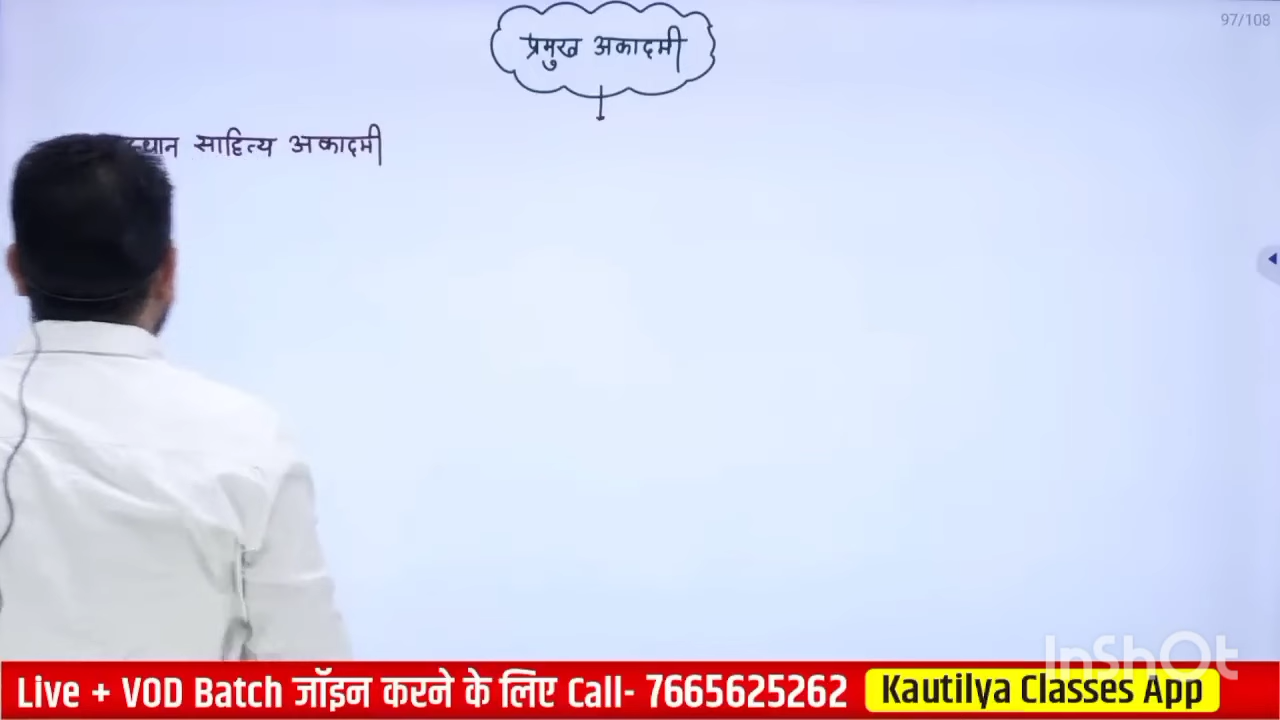 97/108
प्रमुख अकादमी
स्थान साहित्य अकादमी
InShOt
Live + VOD Batch जॉइन करने के लिए Call- 7665625262 Kautilya Classes App